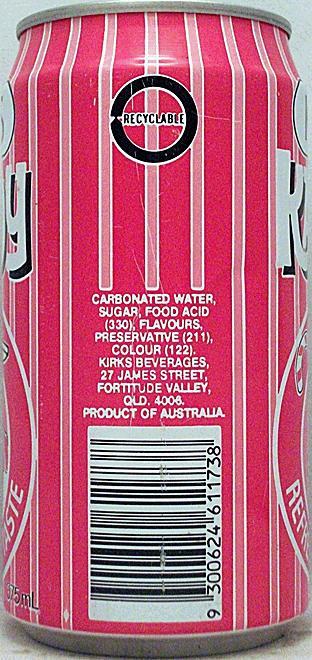 RECYCLABLE
CARBONATED WATER,
SUGAR, FOOD ACID
(330), FLAVOURS,
PRESERVATIVE (211),
COLOUR (122).
KIRKS BEVERAGES,
27 JAMES STREET,
FORTITUDE VALLEY,
QLD. 4006.
PRODUCT OF AUSTRALIA.
9 300624 611738
375mL